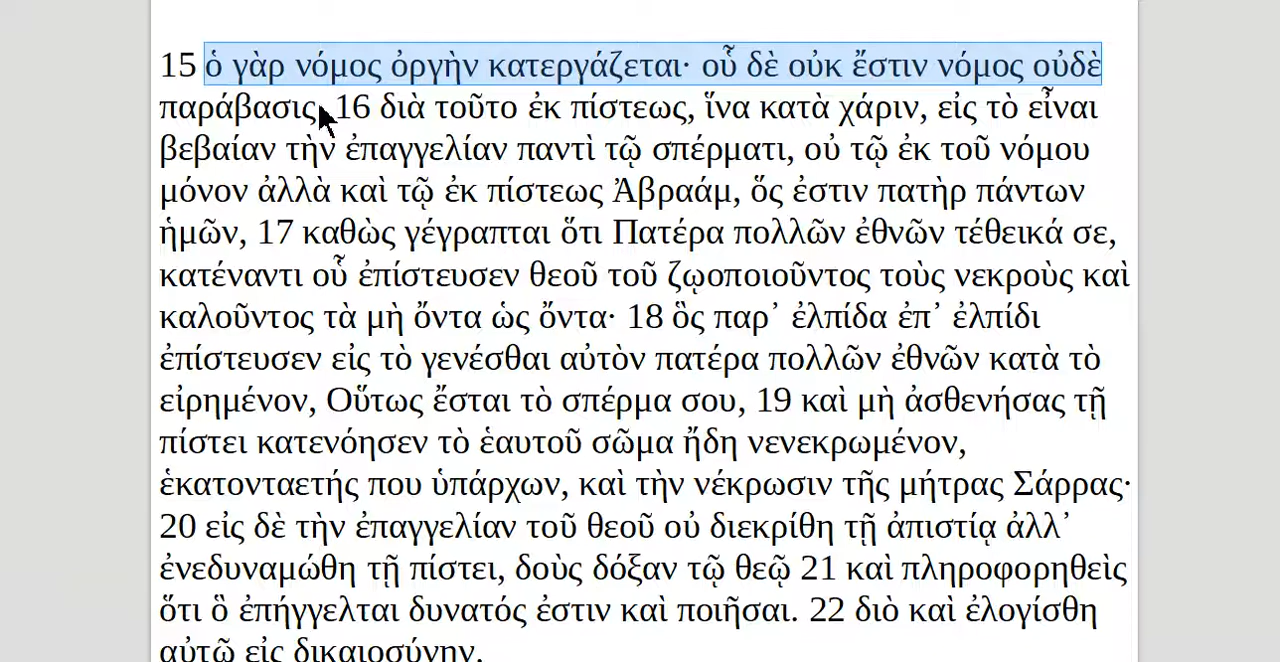 15 ὁ γὰρ νόμος ὀργὴν κατεργάζεται· οὗ δὲ οὐκ ἔστιν νόμος οὐδὲ
παράβασις. 16 διὰ τοῦτο ἐκ πίστεως, ἵνα κατὰ χάριν, εἰς τὸ εἶναι
βεβαίαν τὴν ἐπαγγελίαν παντὶ τῷ σπέρματι, οὐ τῷ ἐκ τοῦ νόμου
μόνον ἀλλὰ καὶ τῷ ἐκ πίστεως Ἀβραάμ, ὅς ἐστιν πατὴρ πάντων
ἡμῶν, 17 καθὼς γέγραπται ὅτι Πατέρα πολλῶν ἐθνῶν τέθεικά σε,
κατέναντι οὗ ἐπίστευσεν θεοῦ τοῦ ζῳοποιοῦντος τοὺς νεκροὺς καὶ
καλοῦντος τὰ μὴ ὄντα ὡς ὄντα· 18 ὃς παρ᾽ ἐλπίδα ἐπ᾽ ἐλπίδι
ἐπίστευσεν εἰς τὸ γενέσθαι αὐτὸν πατέρα πολλῶν ἐθνῶν κατὰ τὸ
εἰρημένον, Οὕτως ἔσται τὸ σπέρμα σου, 19 καὶ μὴ ἀσθενήσας τῇ
πίστει κατενόησεν τὸ ἑαυτοῦ σῶμα ἤδη νενεκρωμένον,
ἑκατονταετής που ὑπάρχων, καὶ τὴν νέκρωσιν τῆς μήτρας Σάρρας·
20 εἰς δὲ τὴν ἐπαγγελίαν τοῦ θεοῦ οὐ διεκρίθη τῇ ἀπιστίᾳ ἀλλ᾽
ἐνεδυναμώθη τῇ πίστει, δοὺς δόξαν τῷ θεῷ 21 καὶ πληροφορηθεὶς
ὅτι ὃ ἐπήγγελται δυνατός ἐστιν καὶ ποιῆσαι. 22 διὸ καὶ ἐλογίσθη
αὐτῷ εἰς δικαιοσύνην.